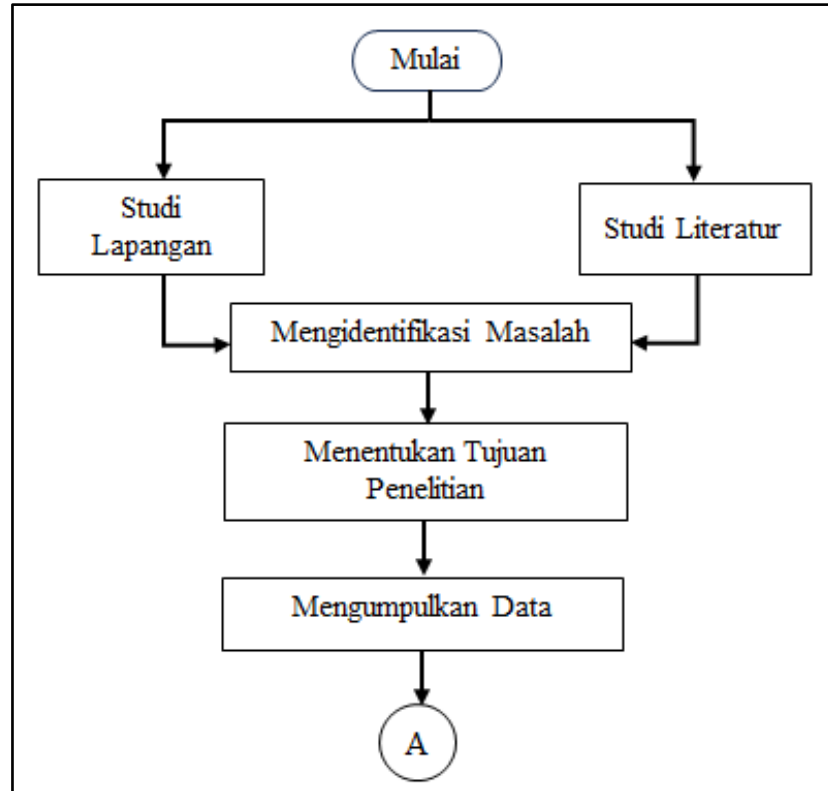 Mulai
Studi
Lapangan
Studi Literatur
Mengidentifikasi Masalah
Menentukan Tujuan
Penelitian
Mengumpulkan Data
A